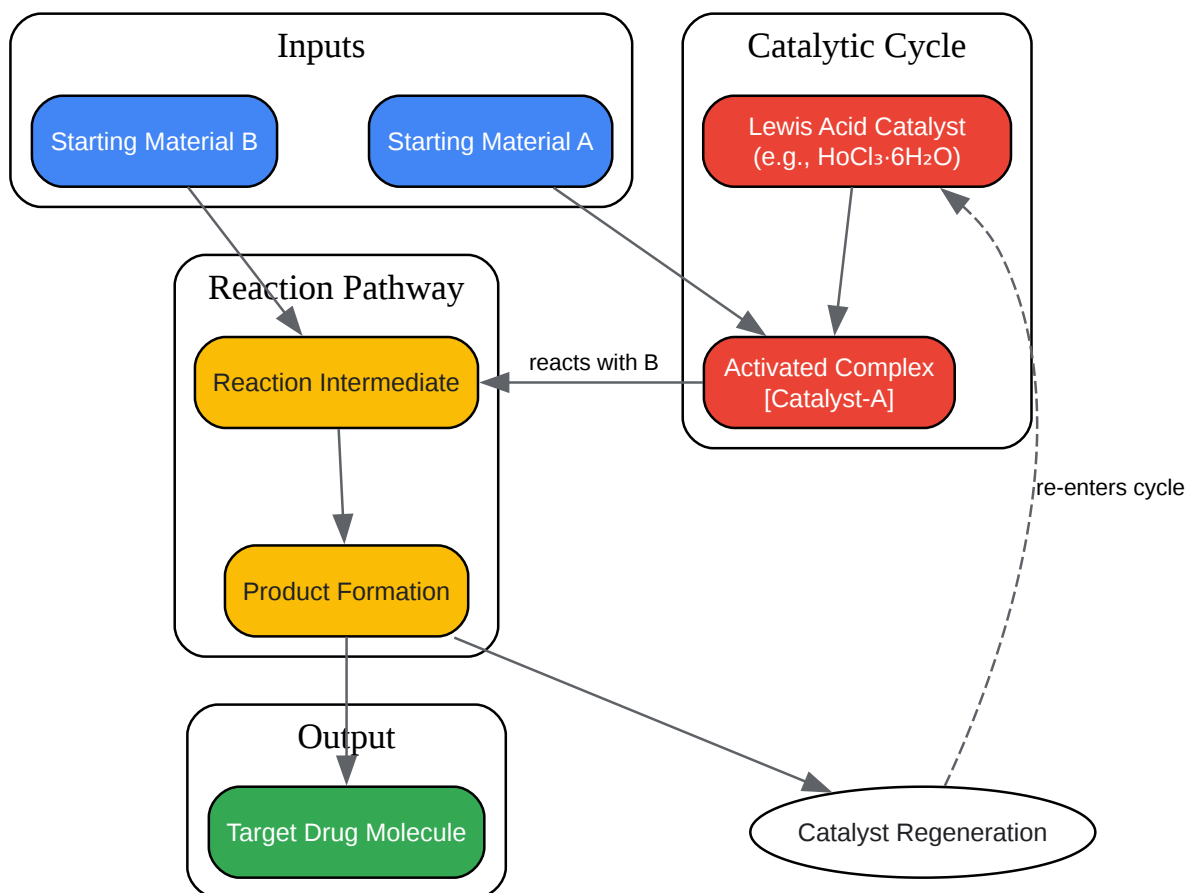 Inputs
Catalytic Cycle
Starting Material B
Starting Material A
Lewis Acid Catalyst
(e.g., HoCl₃·6H₂O)
Reaction Pathway
Reaction Intermediate
reacts with B
Activated Complex
[Catalyst-A]
re-enters cycle
Product Formation
Output
Target Drug Molecule
Catalyst Regeneration